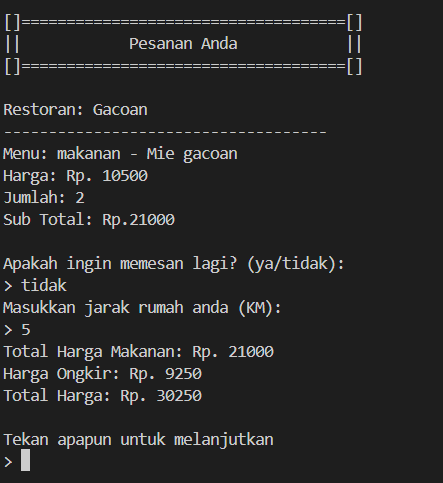 []====================================[]
||            Pesanan Anda            ||
[]====================================[]
Restoran: Gacoan
------------------------------------
Menu: makanan - Mie gacoan
Harga: Rp. 10500
Jumlah: 2
Sub Total: Rp.21000
Apakah ingin memesan lagi? (ya/tidak):
> tidak
Masukkan jarak rumah anda (KM):
> 5
Total Harga Makanan: Rp. 21000
Harga Ongkir: Rp. 9250
Total Harga: Rp. 30250
Tekan apapun untuk melanjutkan
>